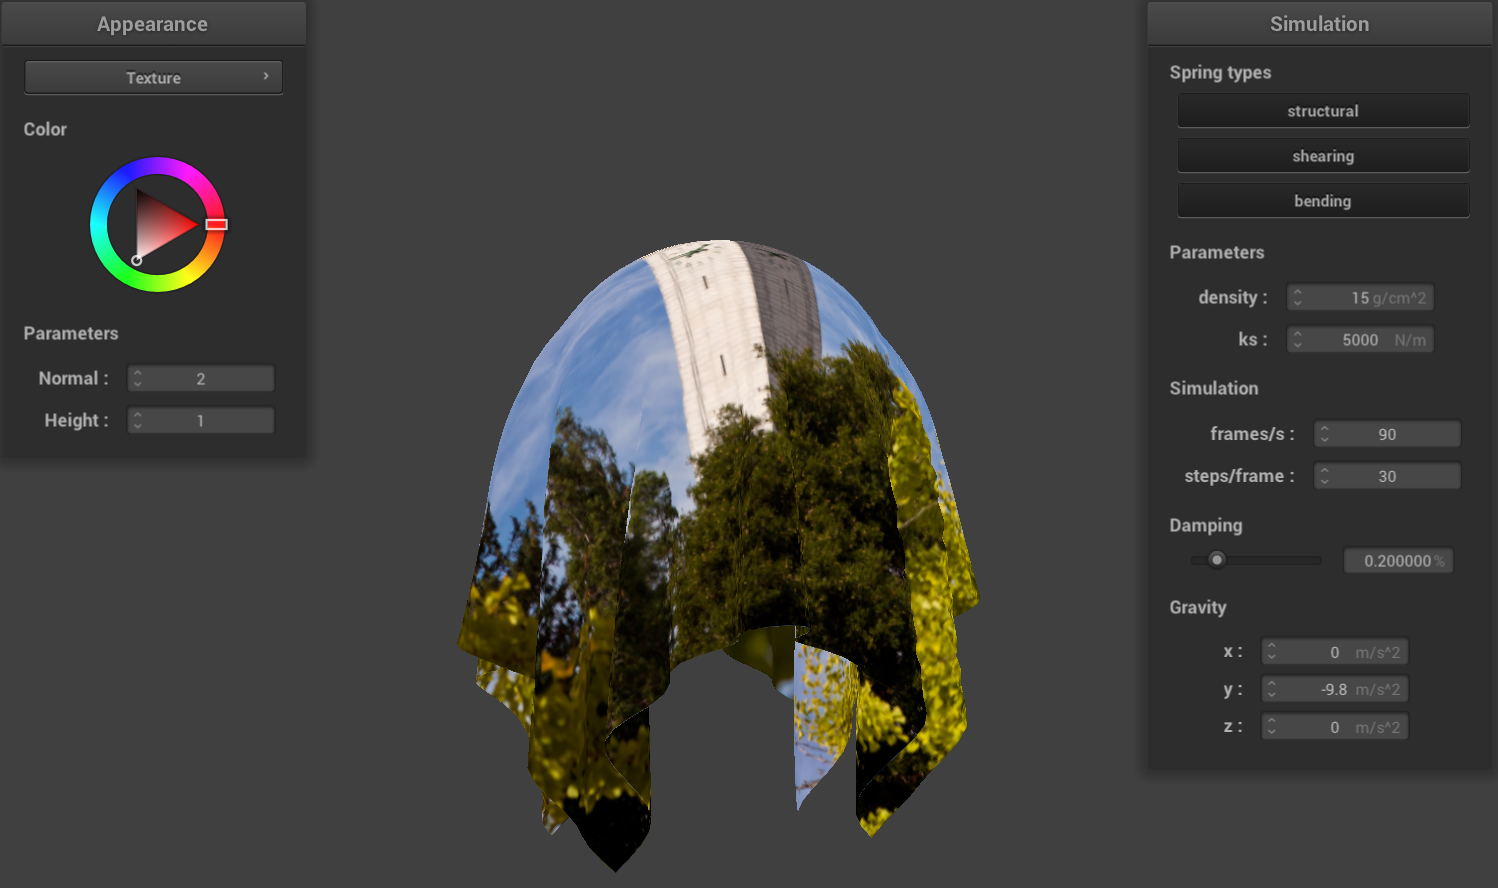 Appearance
Texture ›
Color
Parameters
Normal : 2
Height : 1
Simulation
Spring types
structural
shearing
bending
Parameters
density : 15 g/cm^2
ks : 5000 N/m
Simulation
frames/s : 90
steps/frame : 30
Damping
0.200000 %
Gravity
x : 0 m/s^2
y : -9.8 m/s^2
z : 0 m/s^2